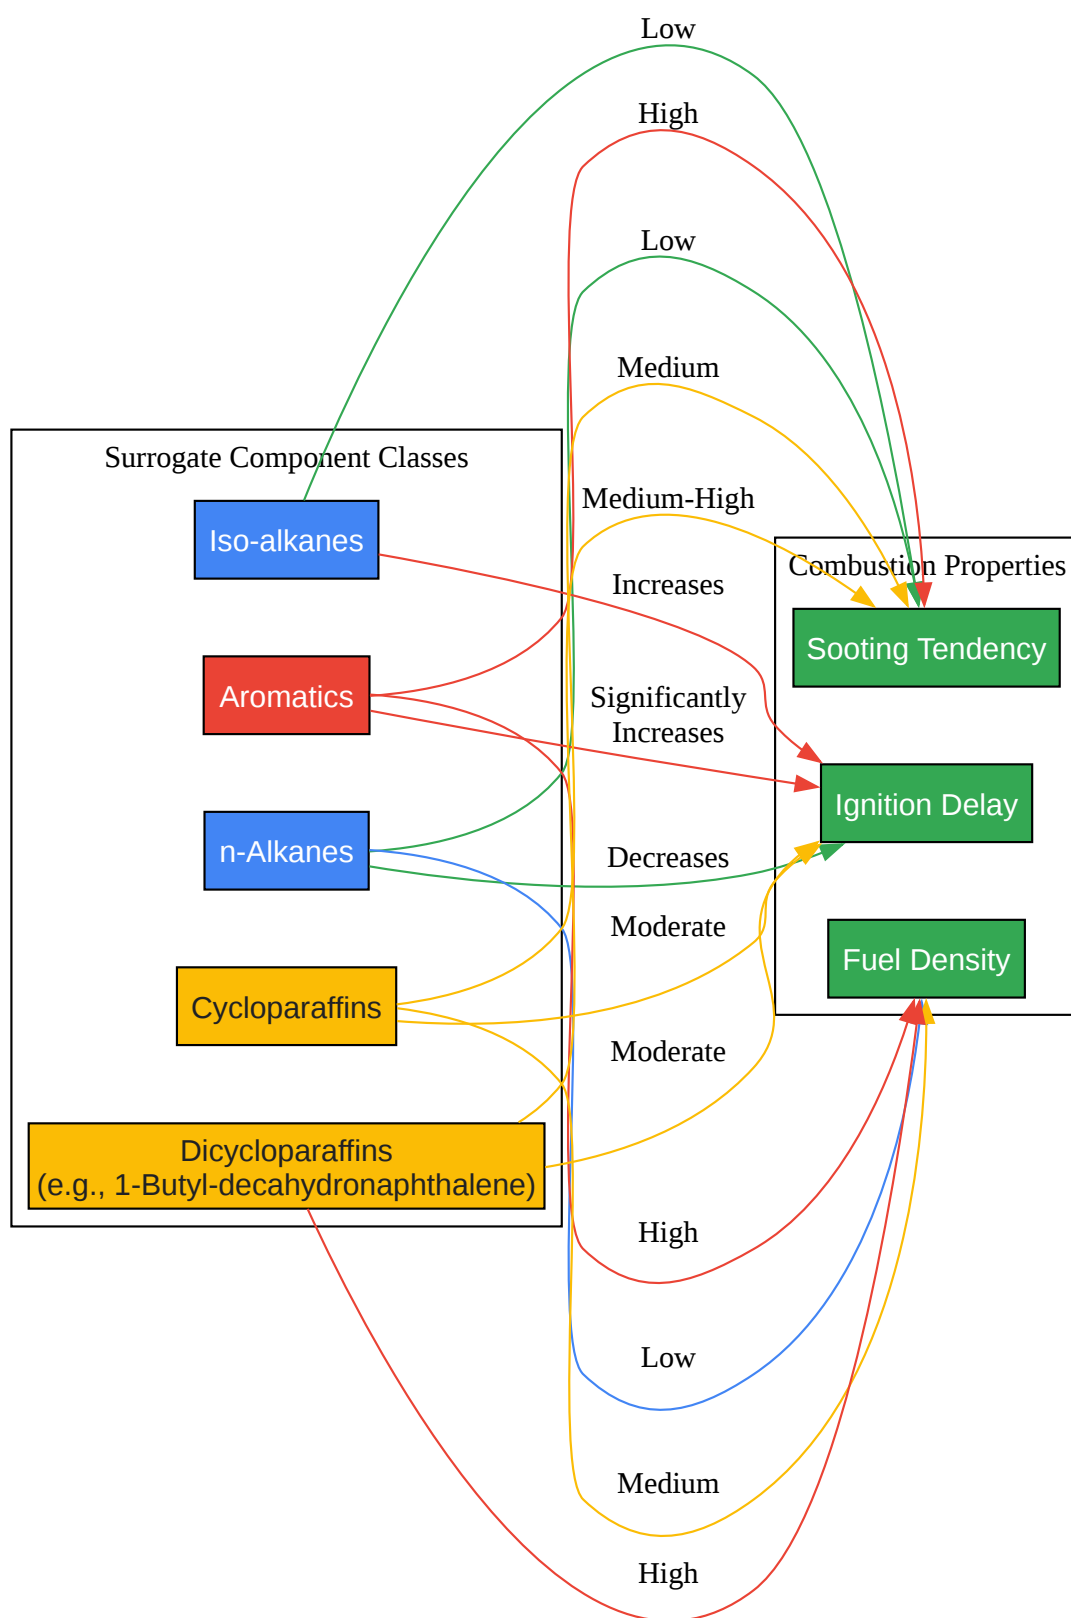 Low
High
Low
Medium
Surrogate Component Classes
Medium-High
Iso-alkanes
Combustion Properties
Increases
Sooting Tendency
Aromatics
Significantly
Increases
Ignition Delay
n-Alkanes
Decreases
Moderate
Fuel Density
Cycloparaffins
Moderate
Dicycloparaffins
(e.g., 1-Butyl-decahydronaphthalene)
High
Low
Medium
High